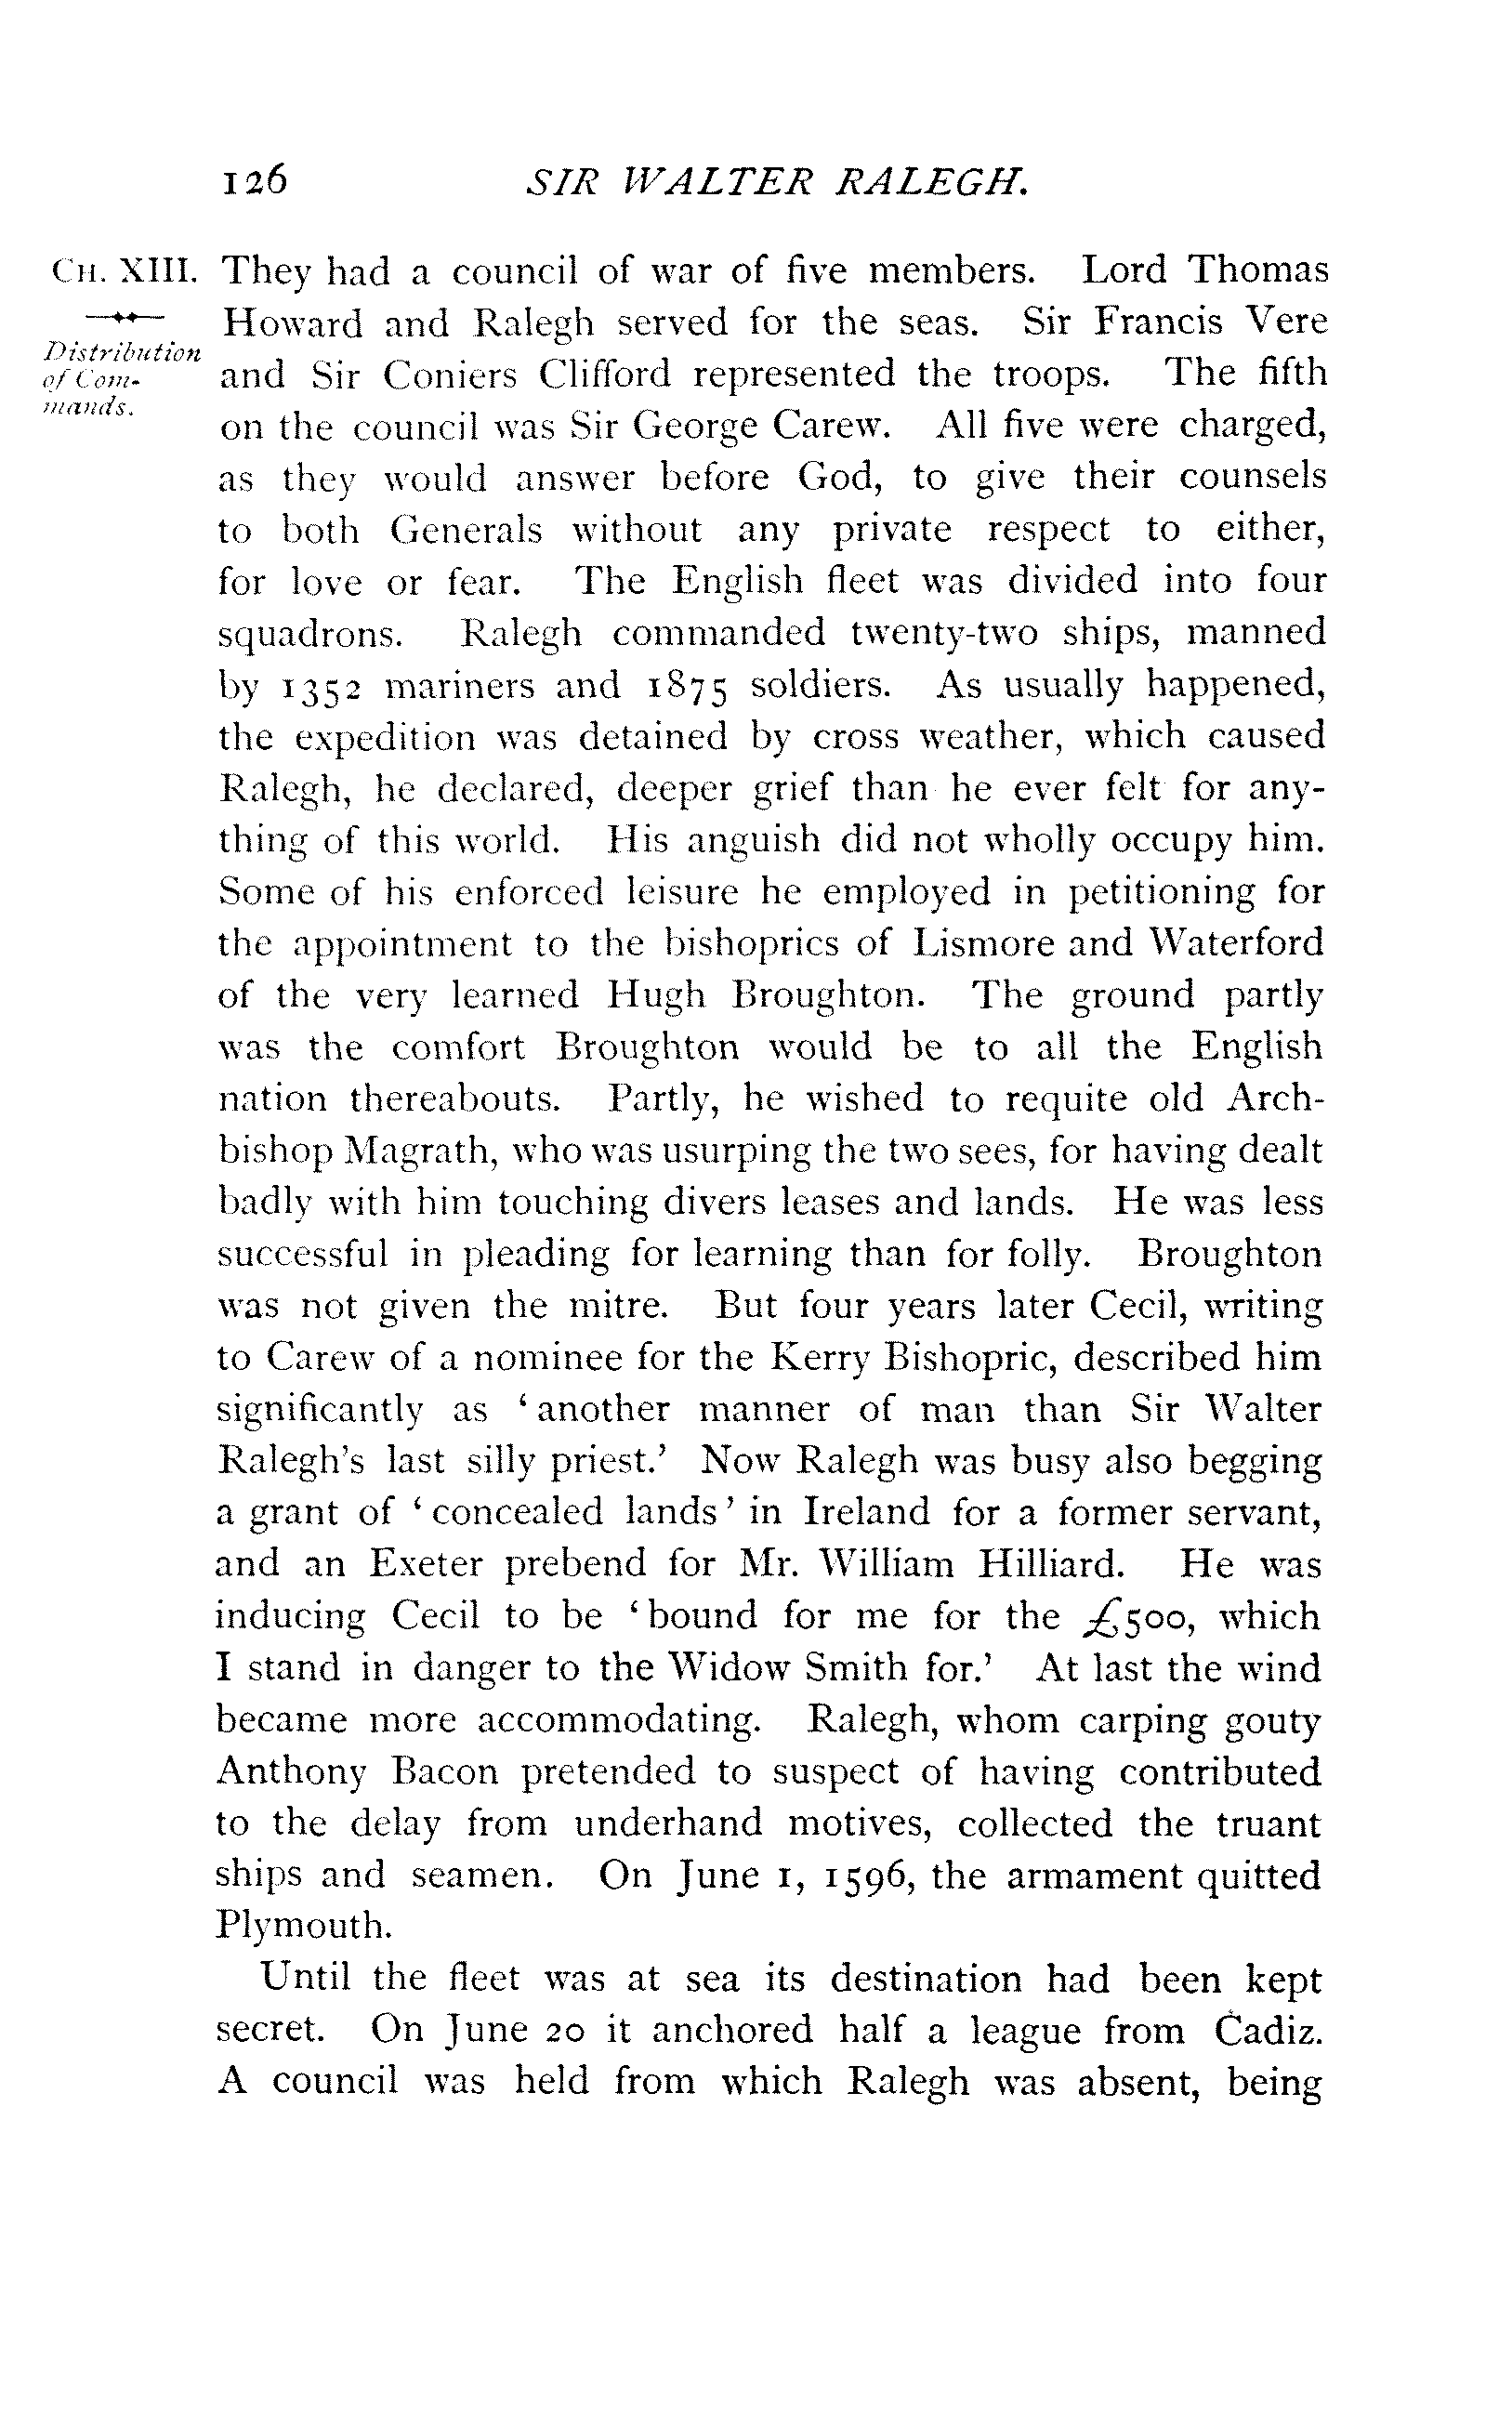 126 SIR WALTER RALEGH.
CH. XIII.
Distribution
of Com-
mands.
They had a council of war of five members. Lord Thomas
Howard and Ralegh served for the seas. Sir Francis Vere
and Sir Coniers Clifford represented the troops. The fifth
on the council was Sir George Carew. All five were charged,
as they would answer before God, to give their counsels
to both Generals without any private respect to either,
for love or fear. The English fleet was divided into four
squadrons. Ralegh commanded twenty-two ships, manned
by 1352 mariners and 1875 soldiers. As usually happened,
the expedition was detained by cross weather, which caused
Ralegh, he declared, deeper grief than he ever felt for any-
thing of this world. His anguish did not wholly occupy him.
Some of his enforced leisure he employed in petitioning for
the appointment to the bishoprics of Lismore and Waterford
of the very learned Hugh Broughton. The ground partly
was the comfort Broughton would be to all the English
nation thereabouts. Partly, he wished to requite old Arch-
bishop Magrath, who was usurping the two sees, for having dealt
badly with him touching divers leases and lands. He was less
successful in pleading for learning than for folly. Broughton
was not given the mitre. But four years later Cecil, writing
to Carew of a nominee for the Kerry Bishopric, described him
significantly as ‘another manner of man than Sir Walter
Ralegh's last silly priest.’ Now Ralegh was busy also begging
a grant of ‘concealed lands’ in Ireland for a former servant,
and an Exeter prebend for Mr. William Hilliard. He was
inducing Cecil to be ‘bound for me for the £500, which
I stand in danger to the Widow Smith for.’ At last the wind
became more accommodating. Ralegh, whom carping gouty
Anthony Bacon pretended to suspect of having contributed
to the delay from underhand motives, collected the truant
ships and seamen. On June 1, 1596, the armament quitted
Plymouth.
Until the fleet was at sea its destination had been kept
secret. On June 20 it anchored half a league from Cadiz.
A council was held from which Ralegh was absent, being